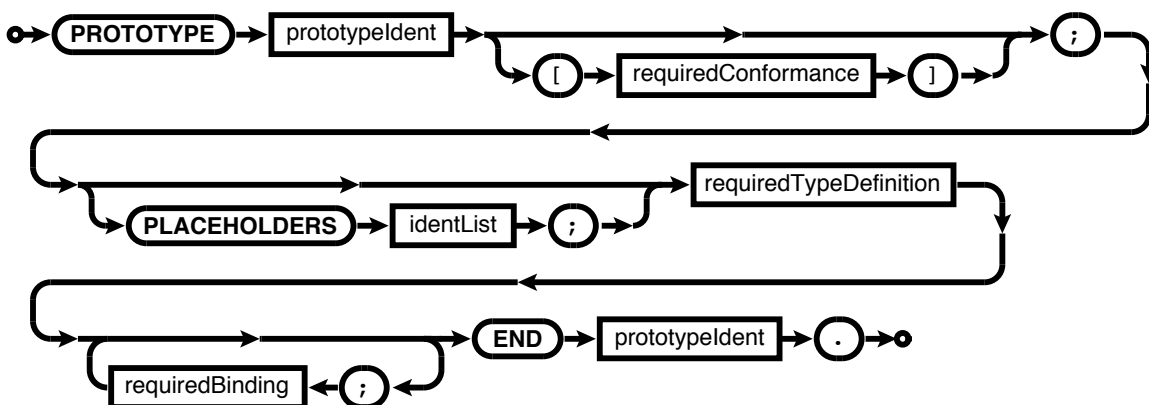 PROTOTYPE prototypeIdent ;
[ requiredConformance ]
requiredTypeDefinition
PLACEHOLDERS identList ;
END prototypeIdent .
requiredBinding ;